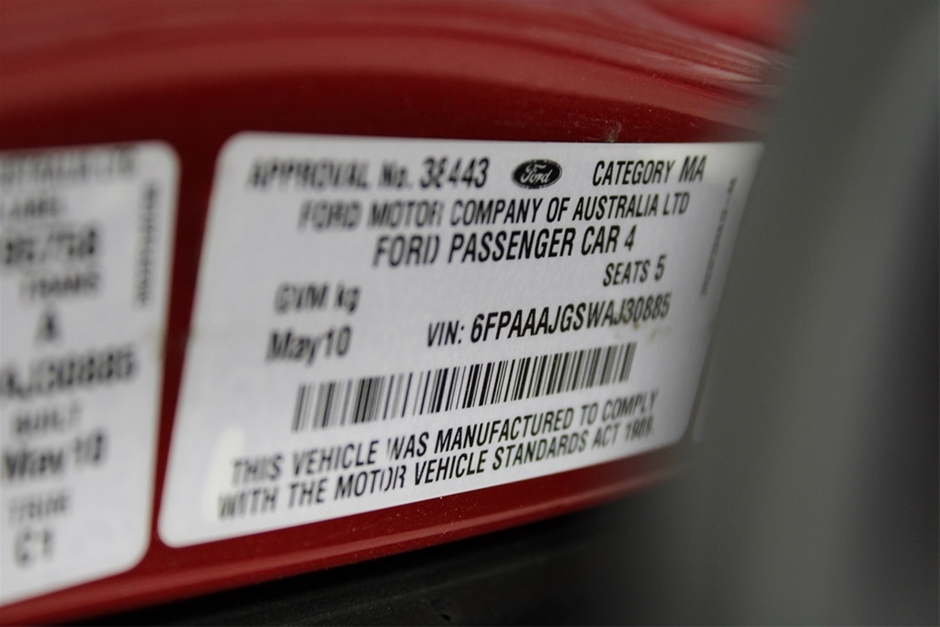 TRANS
A
AJ30885
BUILT
May 10
TRIM
C1
APPROVAL No. 38443 Ford CATEGORY MA
FORD MOTOR COMPANY OF AUSTRALIA LTD
FORD PASSENGER CAR 4
SEATS 5
GVM kg
May10 VIN: 6FPAAAJGSWAJ30885
THIS VEHICLE WAS MANUFACTURED TO COMPLY
WITH THE MOTOR VEHICLE STANDARDS ACT 1989.